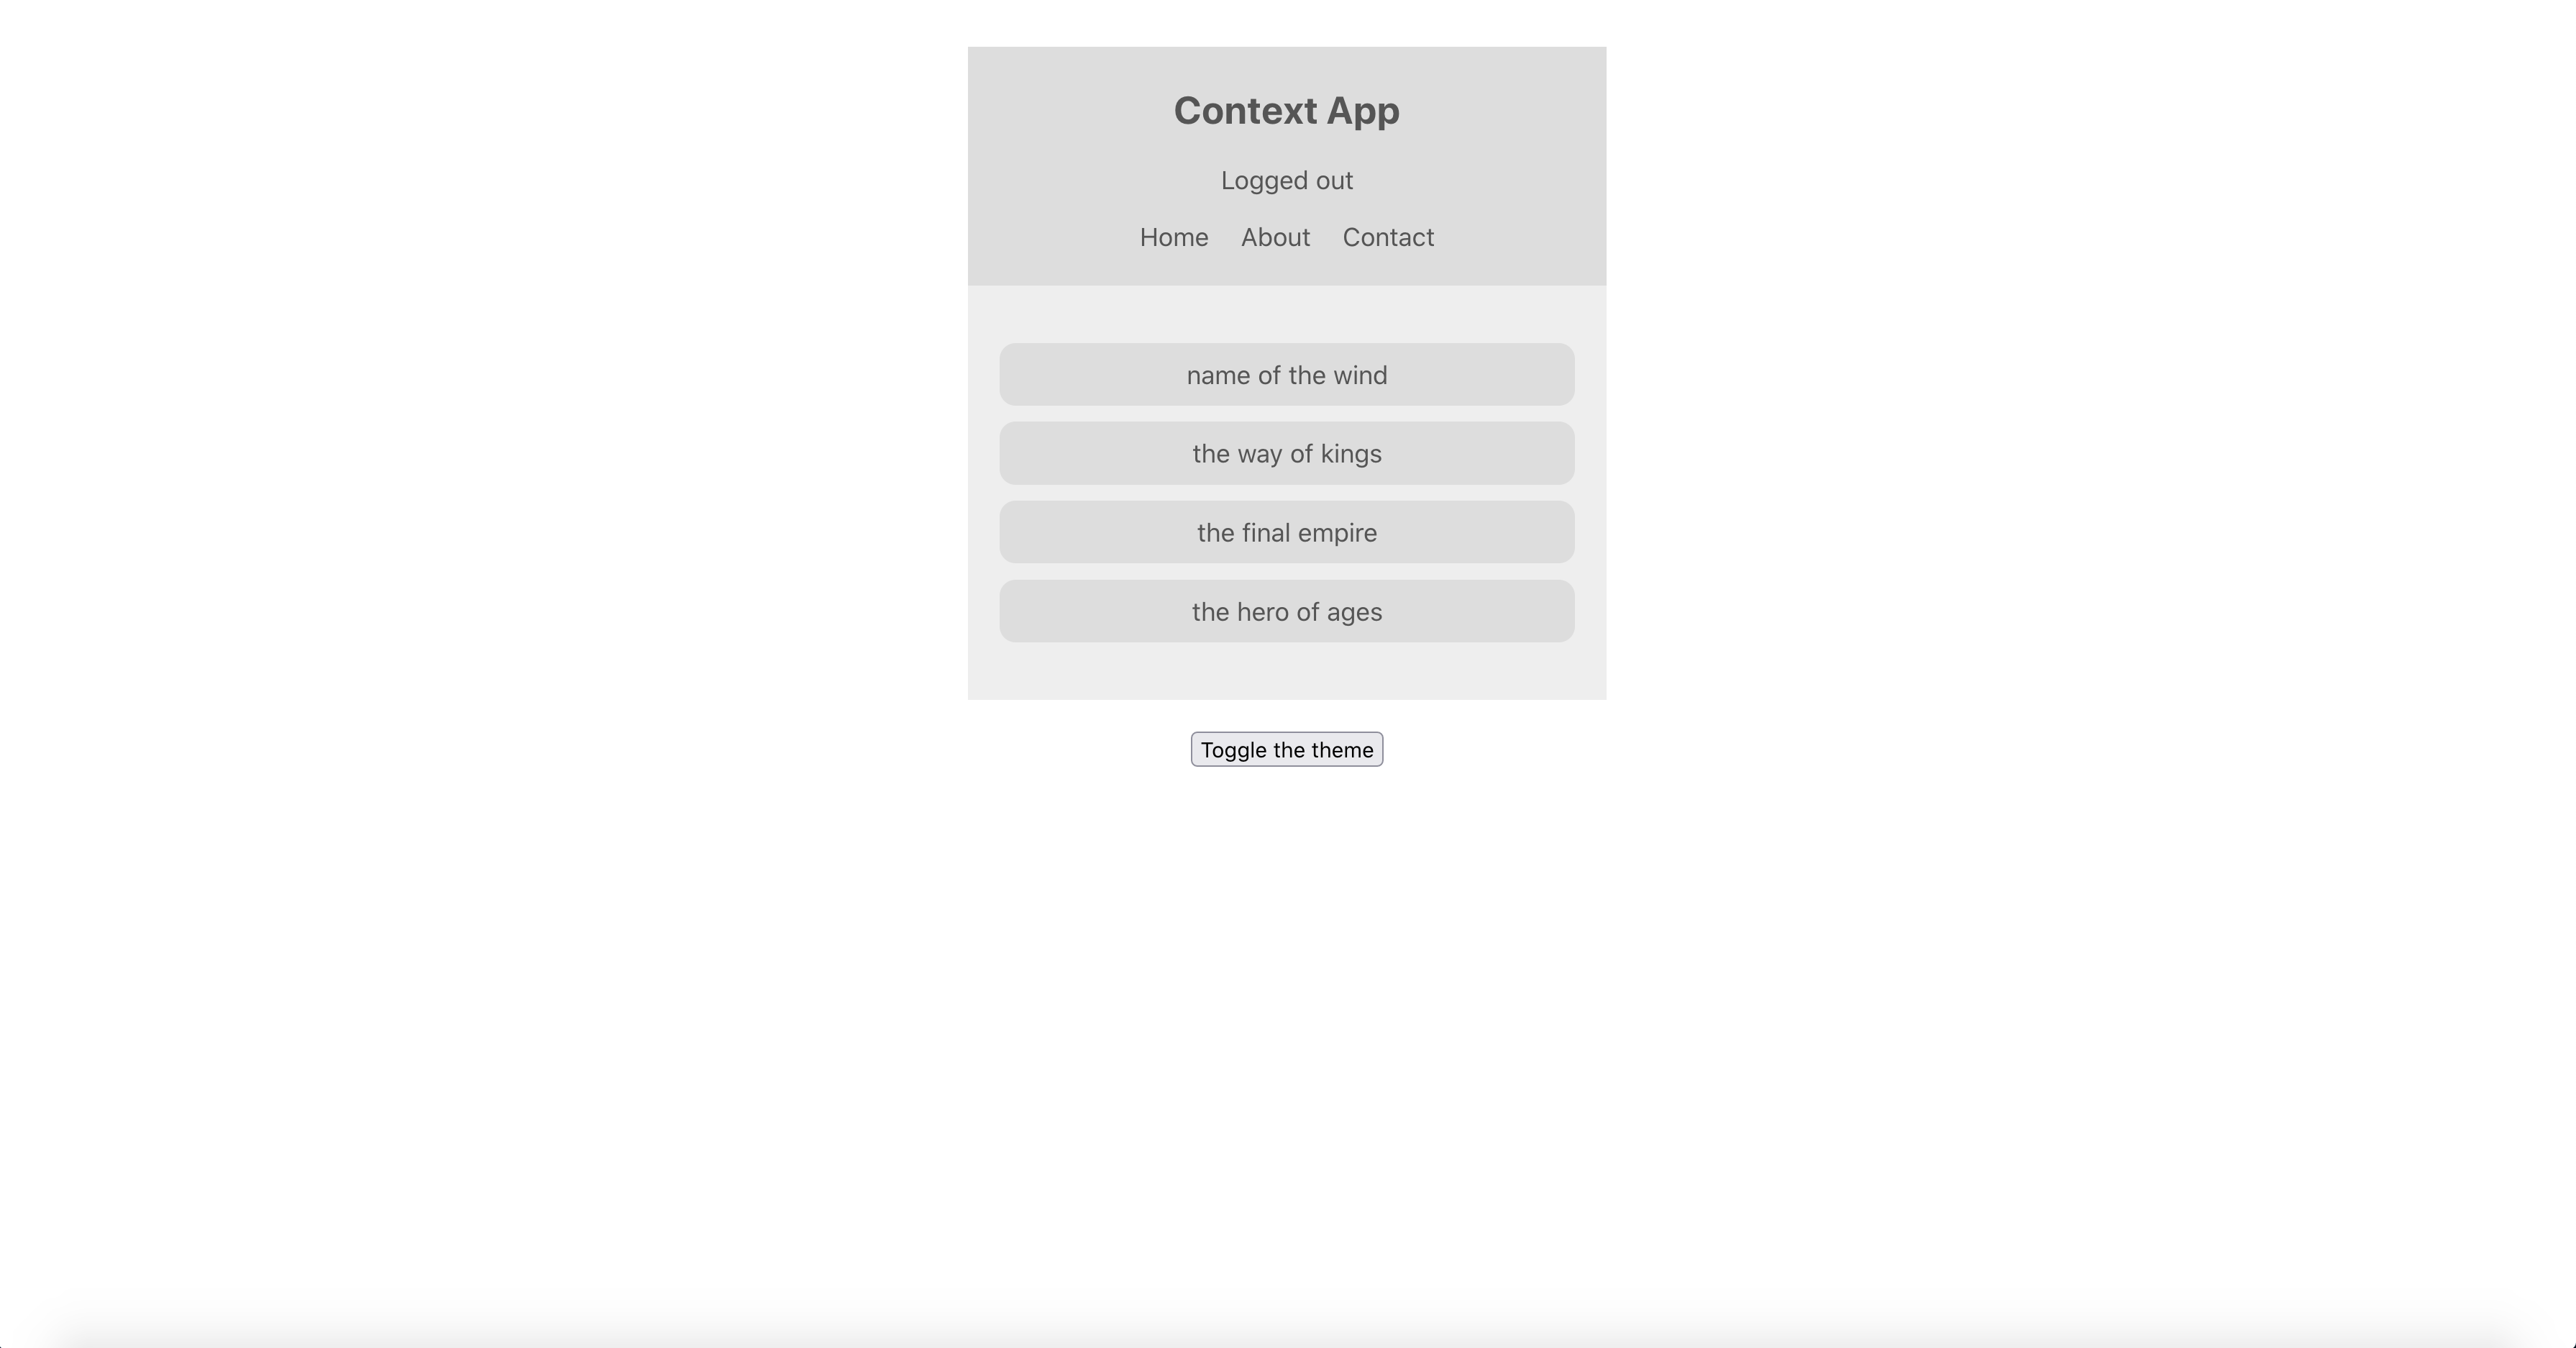 Context App
Logged out
Home About Contact
name of the wind
the way of kings
the final empire
the hero of ages
Toggle the theme